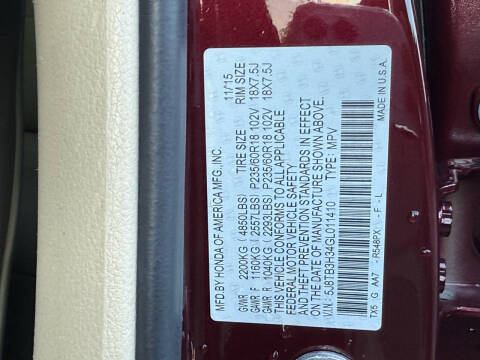 MFD BY HONDA OF AMERICA MFG., INC. 11/15
TIRE SIZE RIM SIZE
GVWR 2200KG (4850LBS)
GAWR F 1160KG (2557LBS) P235/60R18 102V 18X7.5J
GAWR R 1040KG (2293LBS) P235/60R18 102V 18X7.5J
THIS VEHICLE CONFORMS TO ALL APPLICABLE
FEDERAL MOTOR VEHICLE SAFETY
AND THEFT PREVENTION STANDARDS IN EFFECT
ON THE DATE OF MANUFACTURE SHOWN ABOVE.
V.I.N.: 5J8TB3H34GL011410 TYPE: MPV
TX5 G AA7 - R548PX - F - L MADE IN U.S.A.